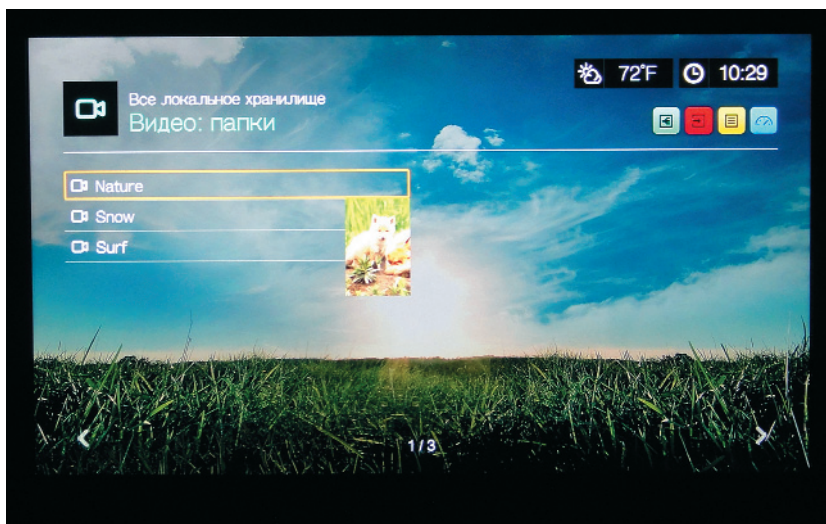 72°F 10:29
Все локальное хранилище
Видео: папки
Nature
Snow
Surf
1/3